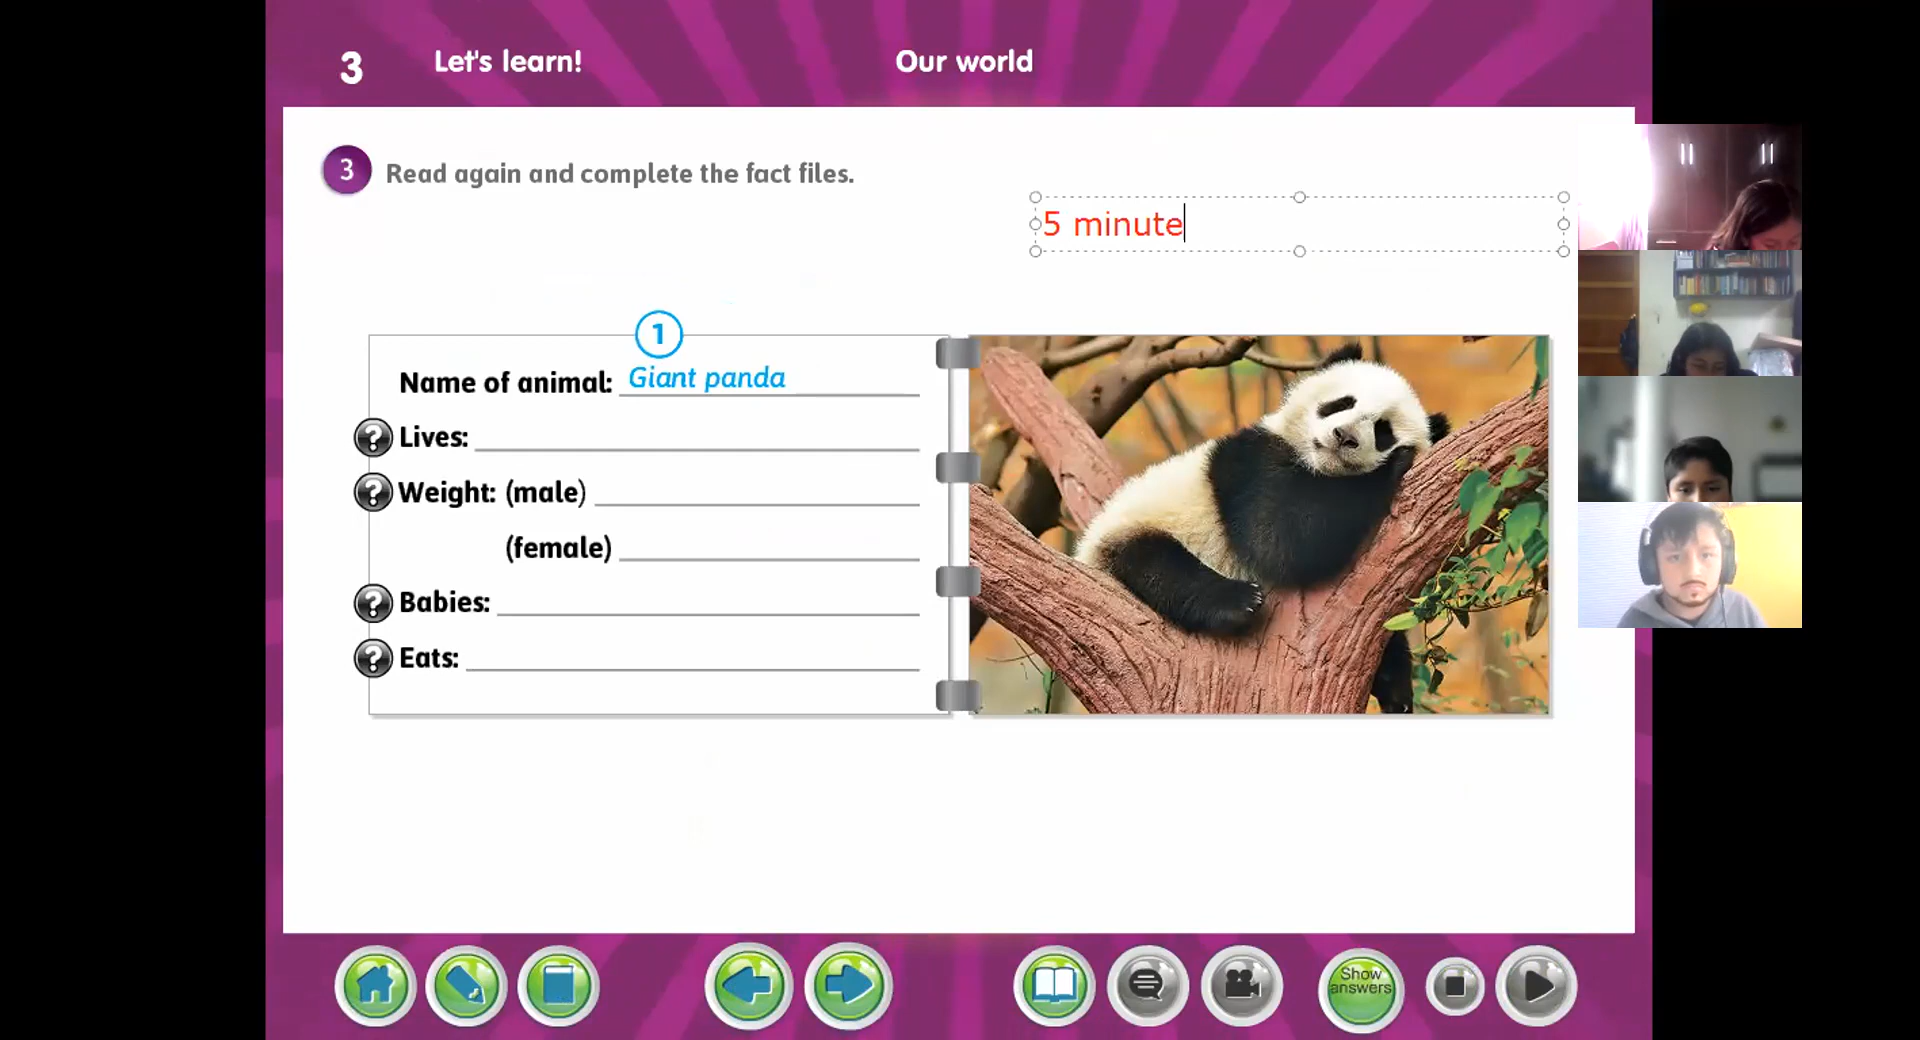 3 Let's learn! Our world
3 Read again and complete the fact files.
5 minute
1
Name of animal: Giant panda
? Lives:
? Weight: (male)
(female)
? Babies:
? Eats:
Show
answers